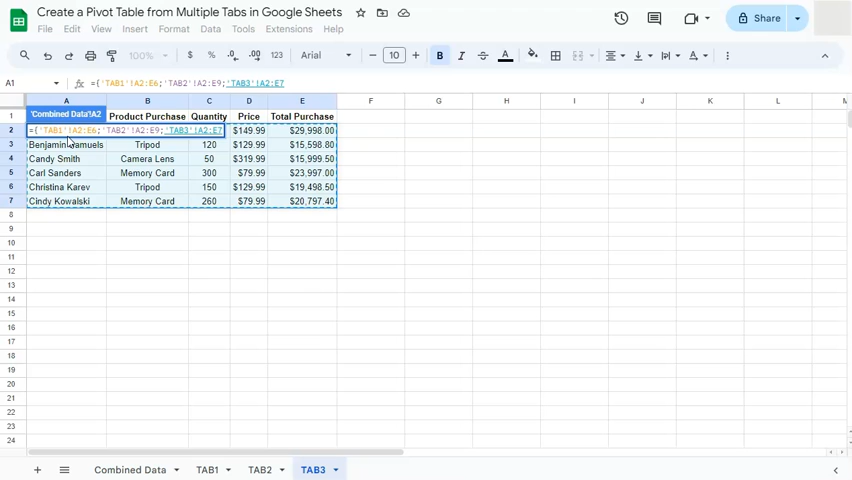 Create a Pivot Table from Multiple Tabs in Google Sheets
Share
File Edit View Insert Format Data Tools Extensions Help
100% $ % .0 .00 123 Arial 10 B I A A
A1 fx ={'TAB1'!A2:E6;'TAB2'!A2:E9;'TAB3'!A2:E7
A B C D E F G H I J K L M
'Combined Data'!A2
1 Product Purchase Quantity Price Total Purchase
2 ={'TAB1'!A2:E6;'TAB2'!A2:E9;'TAB3'!A2:E7 $149.99 $29,998.00
3 Benjamin Samuels Tripod 120 $129.99 $15,598.80
4 Candy Smith Camera Lens 50 $319.99 $15,999.50
5 Carl Sanders Memory Card 300 $79.99 $23,997.00
6 Christina Karev Tripod 150 $129.99 $19,498.50
7 Cindy Kowalski Memory Card 260 $79.99 $20,797.40
8
9
10
11
12
13
14
15
16
17
18
19
20
21
22
23
24
Combined Data TAB1 TAB2 TAB3